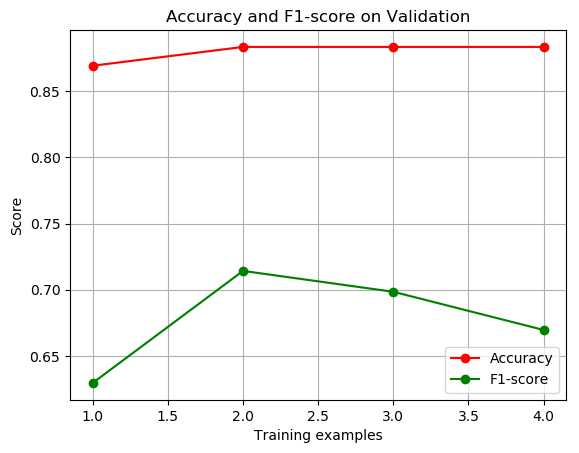 Accuracy and F1-score on Validation
Score
0.85
0.80
0.75
0.70
0.65
1.0 1.5 2.0 2.5 3.0 3.5 4.0
Training examples
Accuracy
F1-score